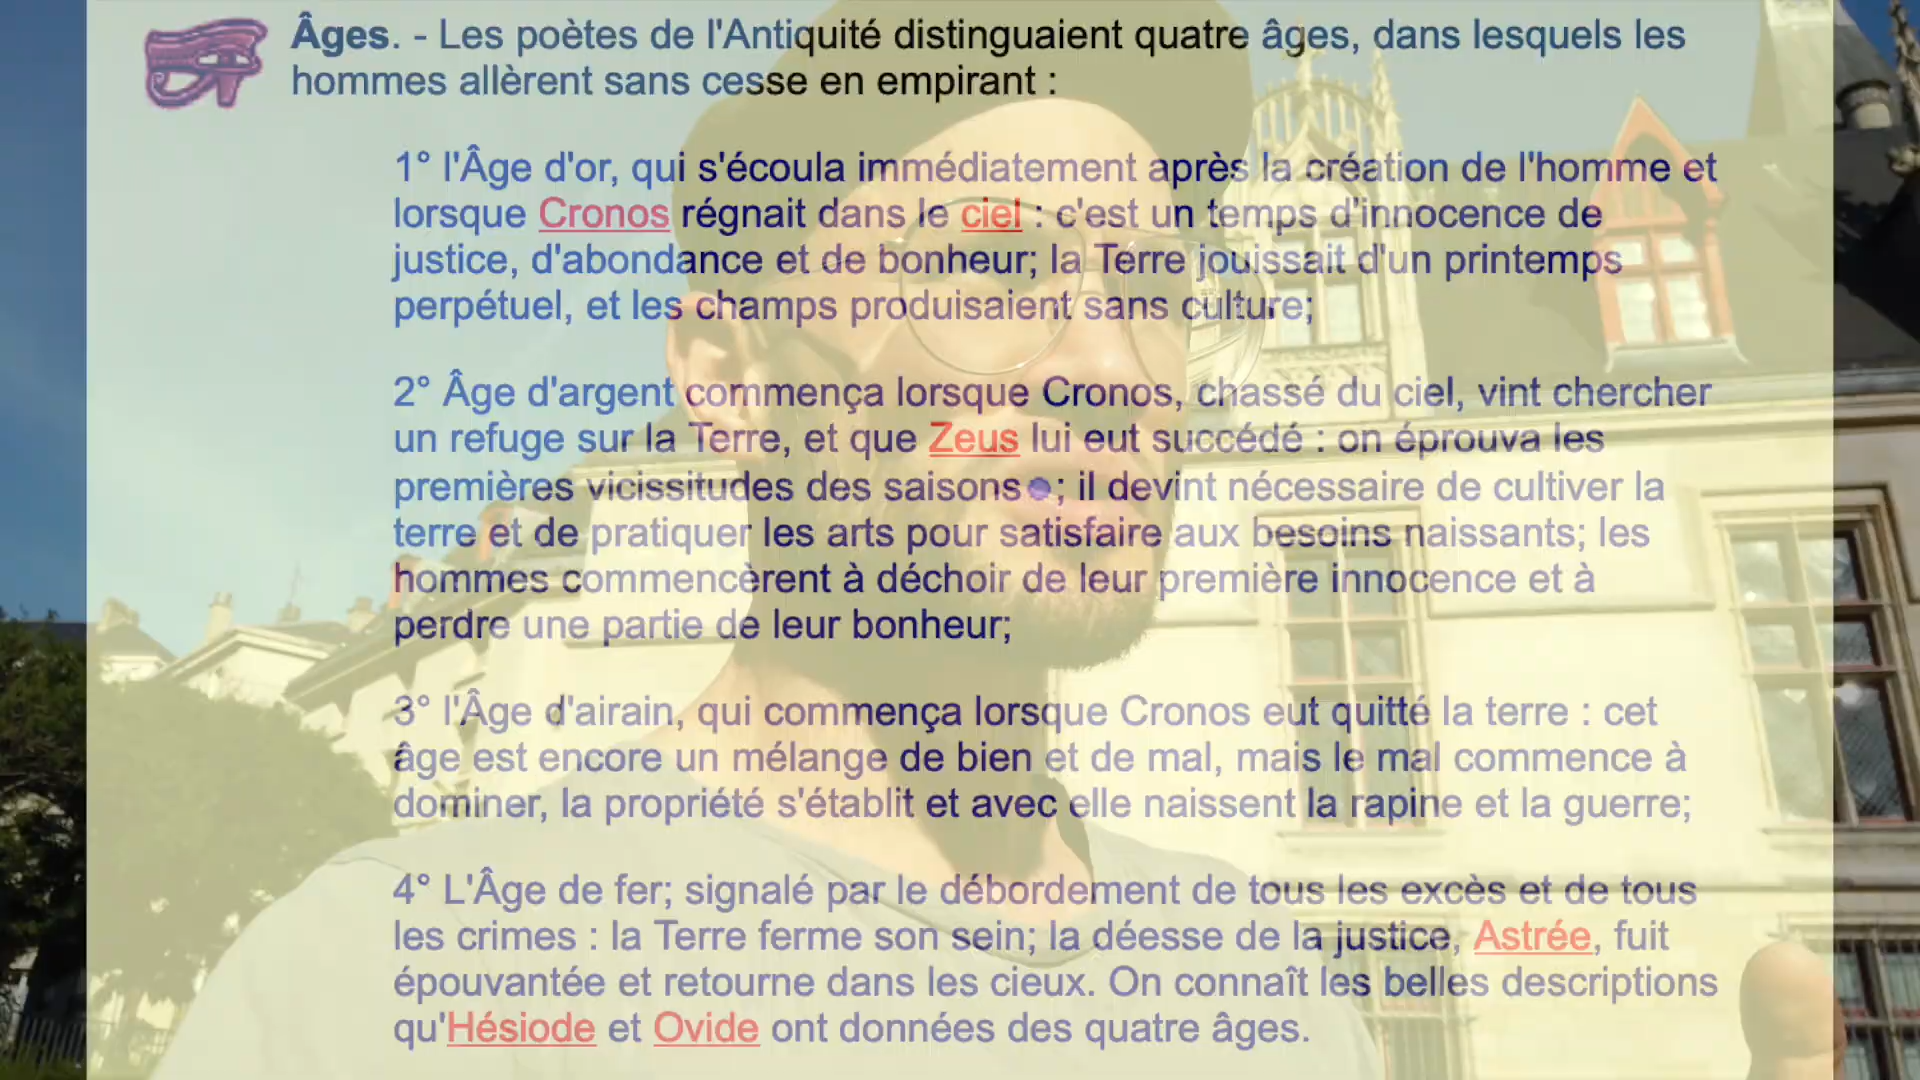 Âges. - Les poètes de l'Antiquité distinguaient quatre âges, dans lesquels les
hommes allèrent sans cesse en empirant :
1° l'Âge d'or, qui s'écoula immédiatement après la création de l'homme et
lorsque Cronos régnait dans le ciel : c'est un temps d'innocence de
justice, d'abondance et de bonheur; la Terre jouissait d'un printemps
perpétuel, et les champs produisaient sans culture;
2° Âge d'argent commença lorsque Cronos, chassé du ciel, vint chercher
un refuge sur la Terre, et que Zeus lui eut succédé : on éprouva les
premières vicissitudes des saisons ; il devint nécessaire de cultiver la
terre et de pratiquer les arts pour satisfaire aux besoins naissants; les
hommes commencèrent à déchoir de leur première innocence et à
perdre une partie de leur bonheur;
3° l'Âge d'airain, qui commença lorsque Cronos eut quitté la terre : cet
âge est encore un mélange de bien et de mal, mais le mal commence à
dominer, la propriété s'établit et avec elle naissent la rapine et la guerre;
4° L'Âge de fer; signalé par le débordement de tous les excès et de tous
les crimes : la Terre ferme son sein; la déesse de la justice, Astrée, fuit
épouvantée et retourne dans les cieux. On connaît les belles descriptions
qu'Hésiode et Ovide ont données des quatre âges.